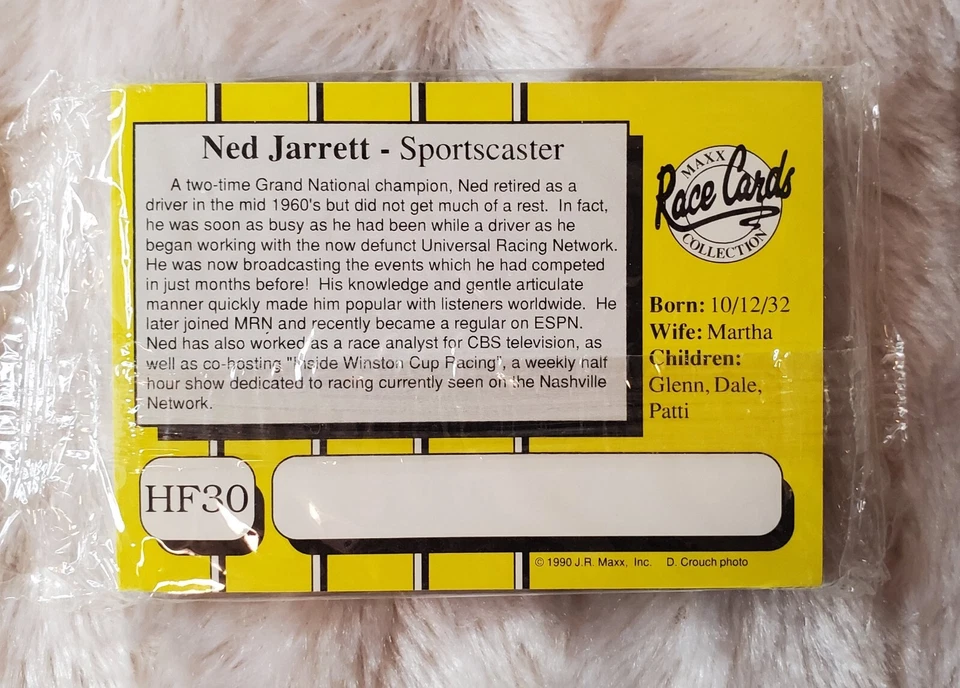 Ned Jarrett - Sportscaster
A two-time Grand National champion, Ned retired as a
driver in the mid 1960's but did not get much of a rest. In fact,
he was soon as busy as he had been while a driver as he
began working with the now defunct Universal Racing Network.
He was now broadcasting the events which he had competed
in just months before! His knowledge and gentle articulate
manner quickly made him popular with listeners worldwide. He
later joined MRN and recently became a regular on ESPN.
Ned has also worked as a race analyst for CBS television, as
well as co-hosting "Inside Winston Cup Racing", a weekly half
hour show dedicated to racing currently seen on the Nashville
Network.
MAXX
Race Cards
COLLECTION
Born: 10/12/32
Wife: Martha
Children:
Glenn, Dale,
Patti
HF30
© 1990 J.R. Maxx, Inc. D. Crouch photo